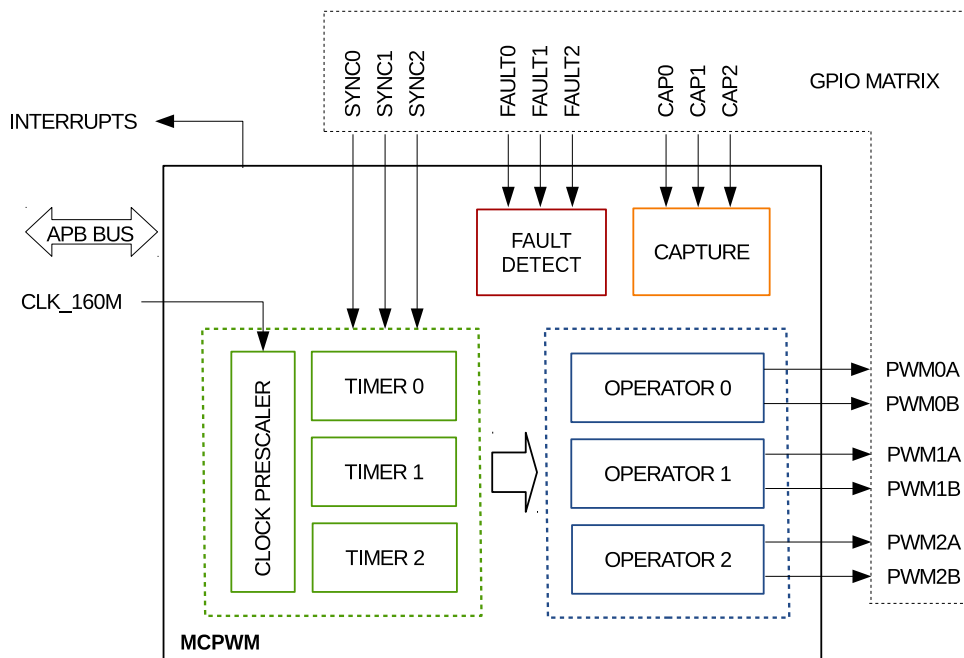 SYNC0
SYNC1
SYNC2
FAULT0
FAULT1
FAULT2
CAP0
CAP1
CAP2
GPIO MATRIX
INTERRUPTS
APB BUS
CLK_160M
FAULT
DETECT
CAPTURE
CLOCK PRESCALER
TIMER 0
TIMER 1
TIMER 2
OPERATOR 0
OPERATOR 1
OPERATOR 2
PWM0A
PWM0B
PWM1A
PWM1B
PWM2A
PWM2B
MCPWM